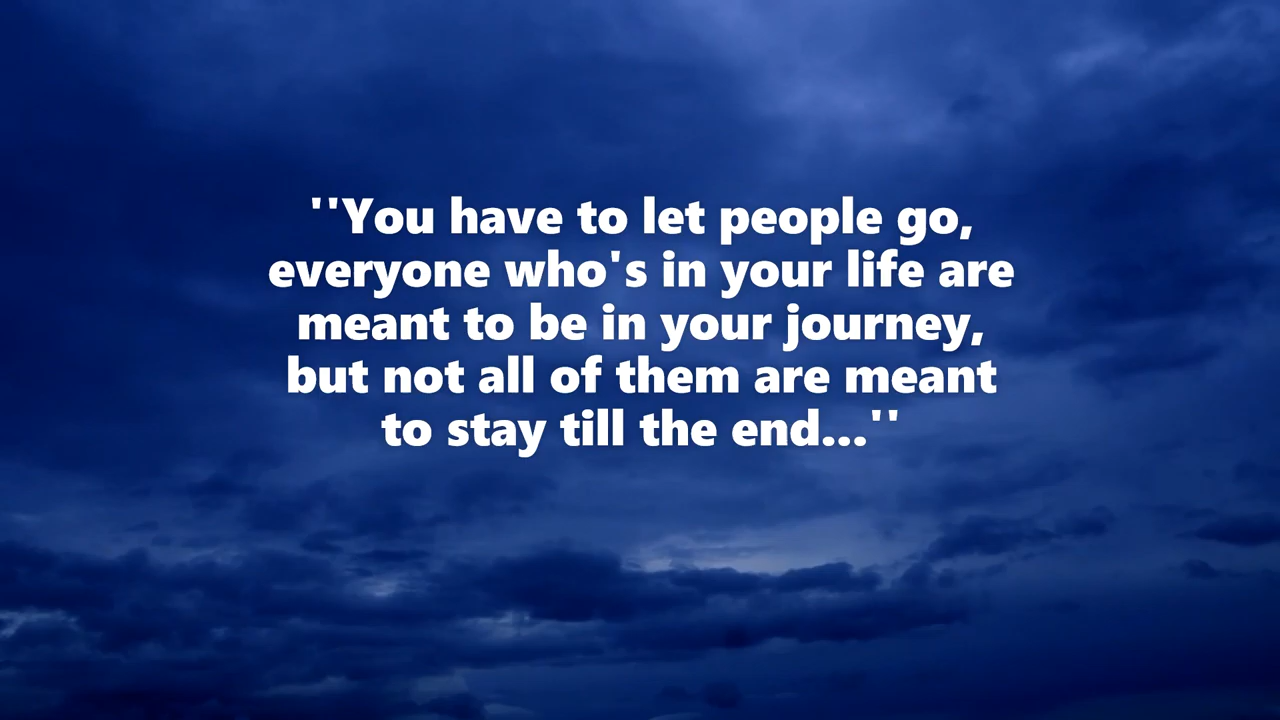 ''You have to let people go,
everyone who's in your life are
meant to be in your journey,
but not all of them are meant
to stay till the end...''